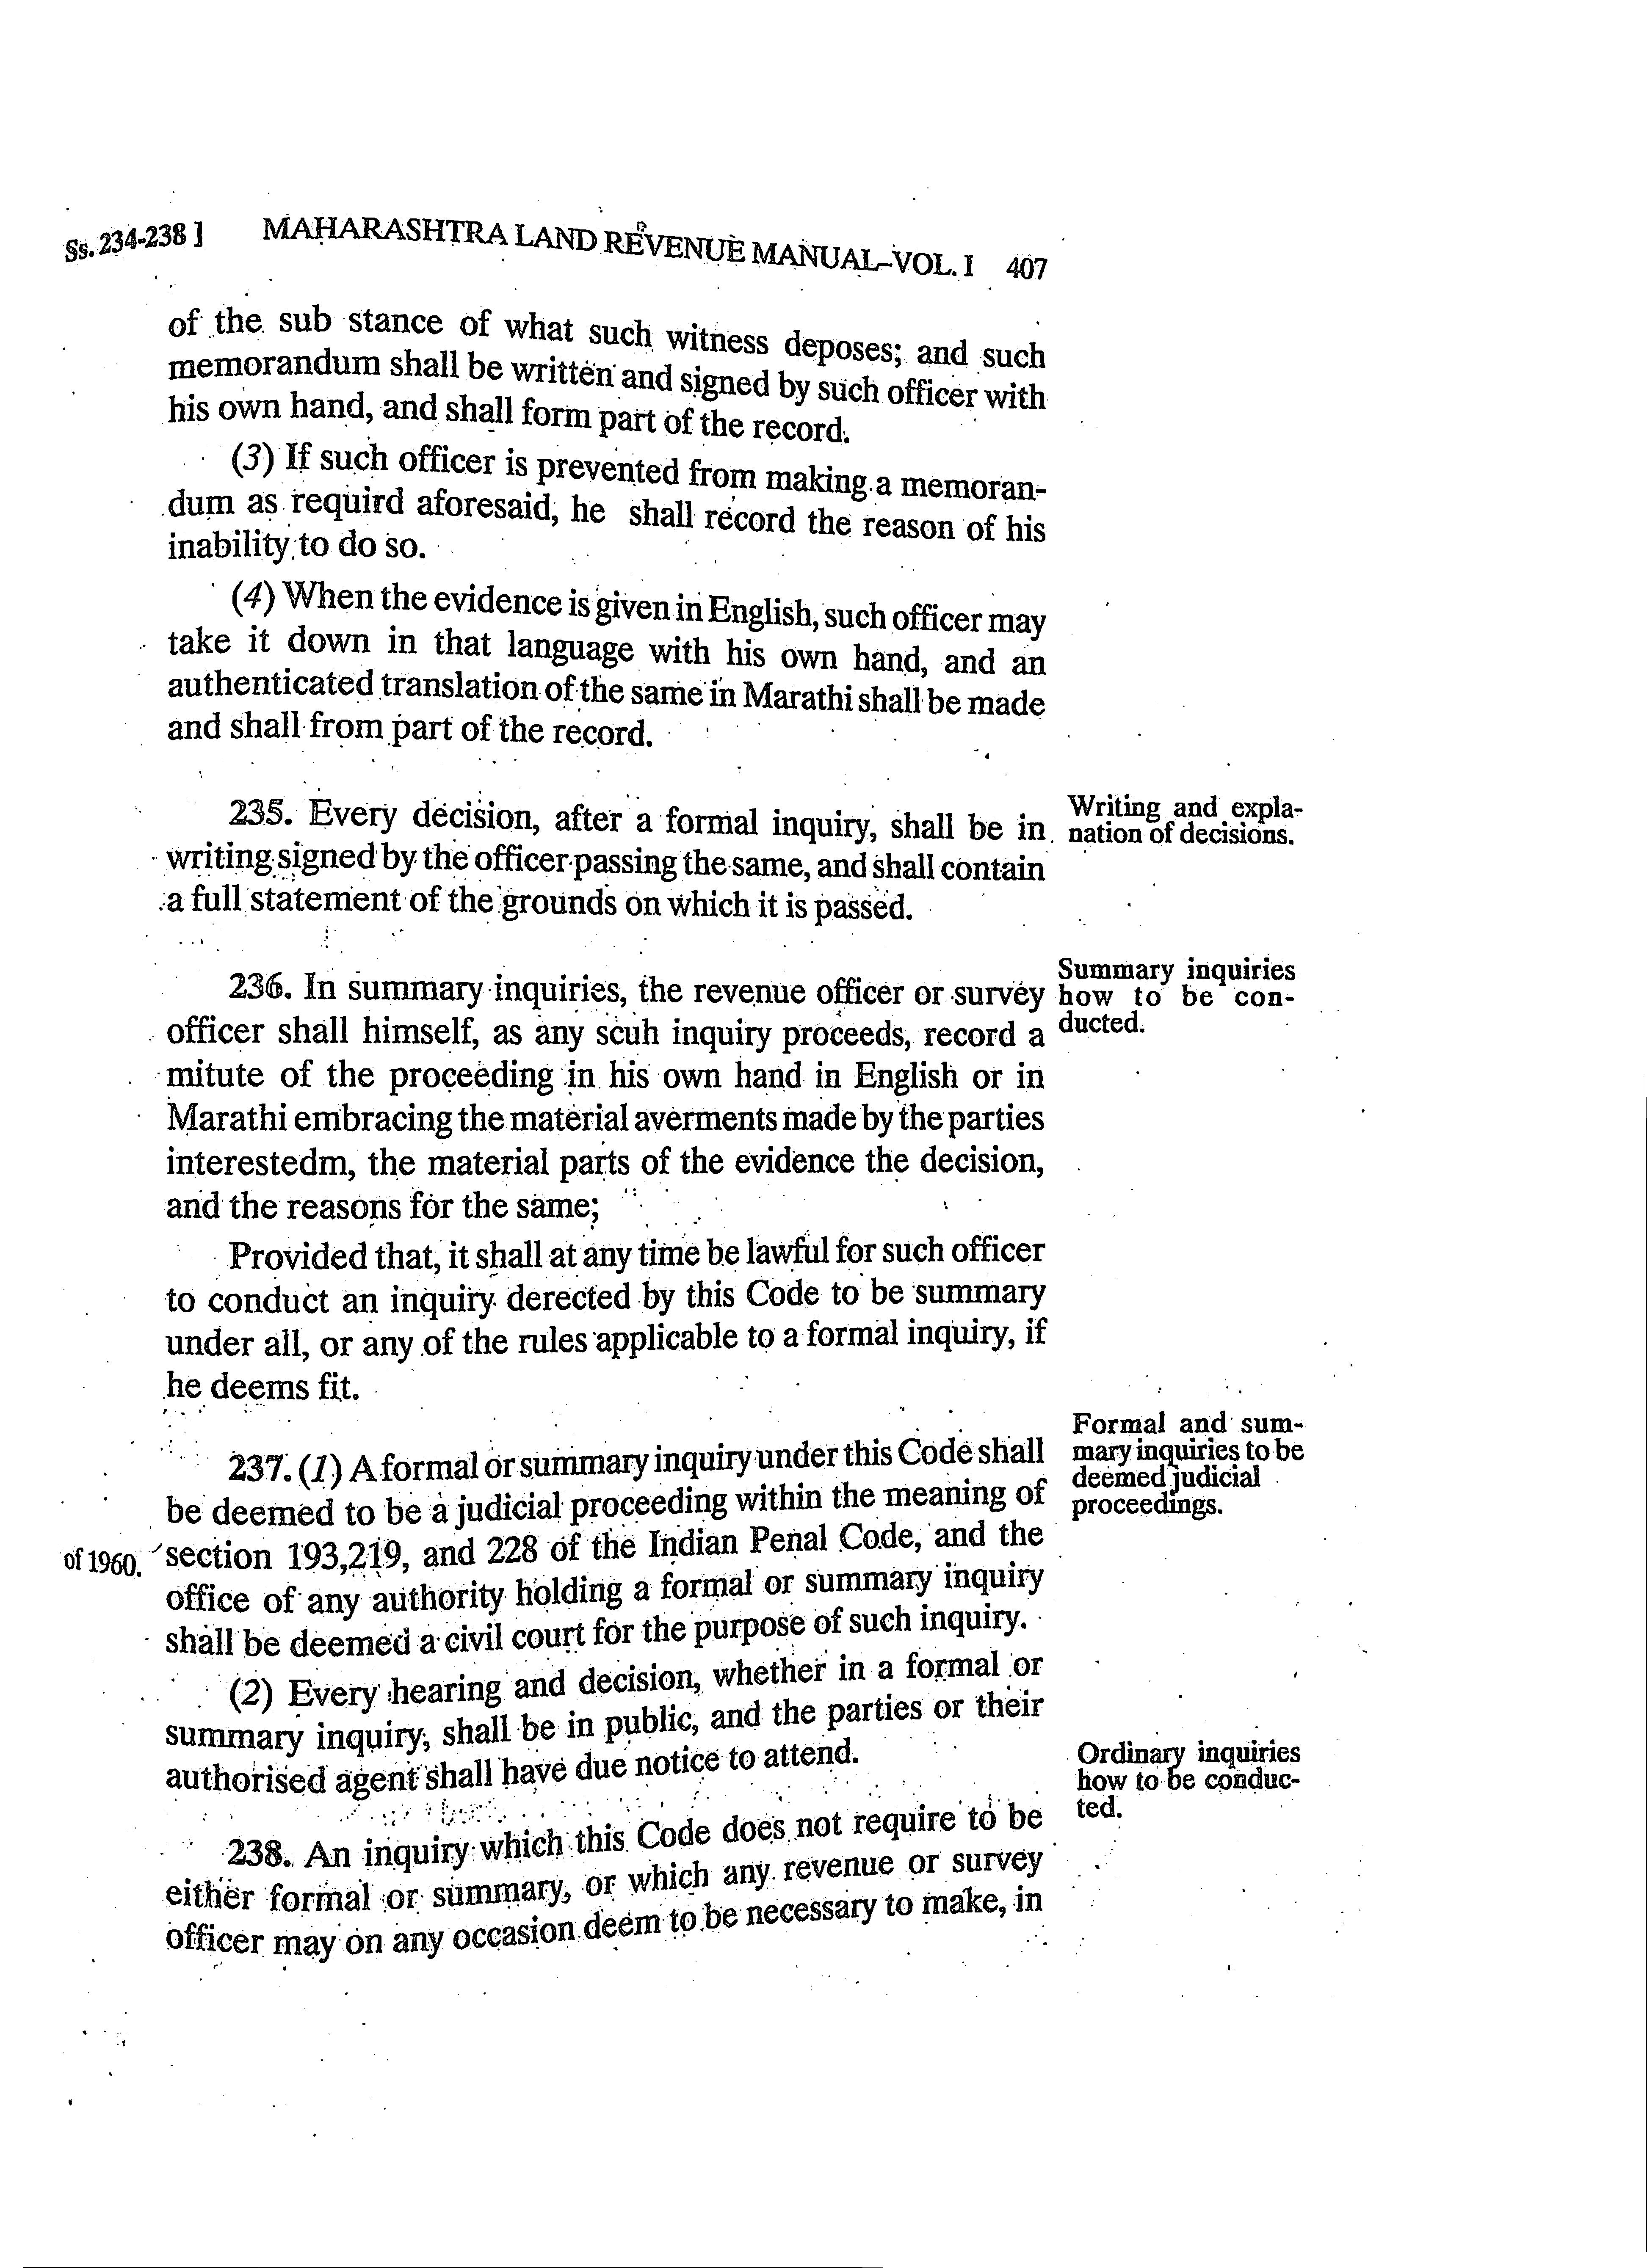 Ss. 234-238 ] MAHARASHTRA LAND REVENUE MANUAL–VOL. I 407
of the sub stance of what such witness deposes; and such
memorandum shall be written and signed by such officer with
his own hand, and shall form part of the record.
(3) If such officer is prevented from making a memoran-
dum as requird aforesaid, he shall record the reason of his
inability to do so.
(4) When the evidence is given in English, such officer may
take it down in that language with his own hand, and an
authenticated translation of the same in Marathi shall be made
and shall from part of the record.
235. Every decision, after a formal inquiry, shall be in
writing signed by the officer passing the same, and shall contain
a full statement of the grounds on which it is passed.
Writing and expla-
nation of decisions.
236. In summary inquiries, the revenue officer or survey
officer shall himself, as any scuh inquiry proceeds, record a
mitute of the proceeding in his own hand in English or in
Marathi embracing the material averments made by the parties
interestedm, the material parts of the evidence the decision,
and the reasons for the same;
Summary inquiries
how to be con-
ducted.
Provided that, it shall at any time be lawful for such officer
to conduct an inquiry derected by this Code to be summary
under all, or any of the rules applicable to a formal inquiry, if
he deems fit.
237. (1) A formal or summary inquiry under this Code shall
be deemed to be a judicial proceeding within the meaning of
section 193,219, and 228 of the Indian Penal Code, and the
office of any authority holding a formal or summary inquiry
shall be deemed a civil court for the purpose of such inquiry.
Formal and sum-
mary inquiries to be
deemed judicial
proceedings.
of 1960.
(2) Every hearing and decision, whether in a formal or
summary inquiry, shall be in public, and the parties or their
authorised agent shall have due notice to attend.
238. An inquiry which this Code does not require to be
either formal or summary, or which any revenue or survey
officer may on any occasion deem to be necessary to make, in
Ordinary inquiries
how to be conduc-
ted.